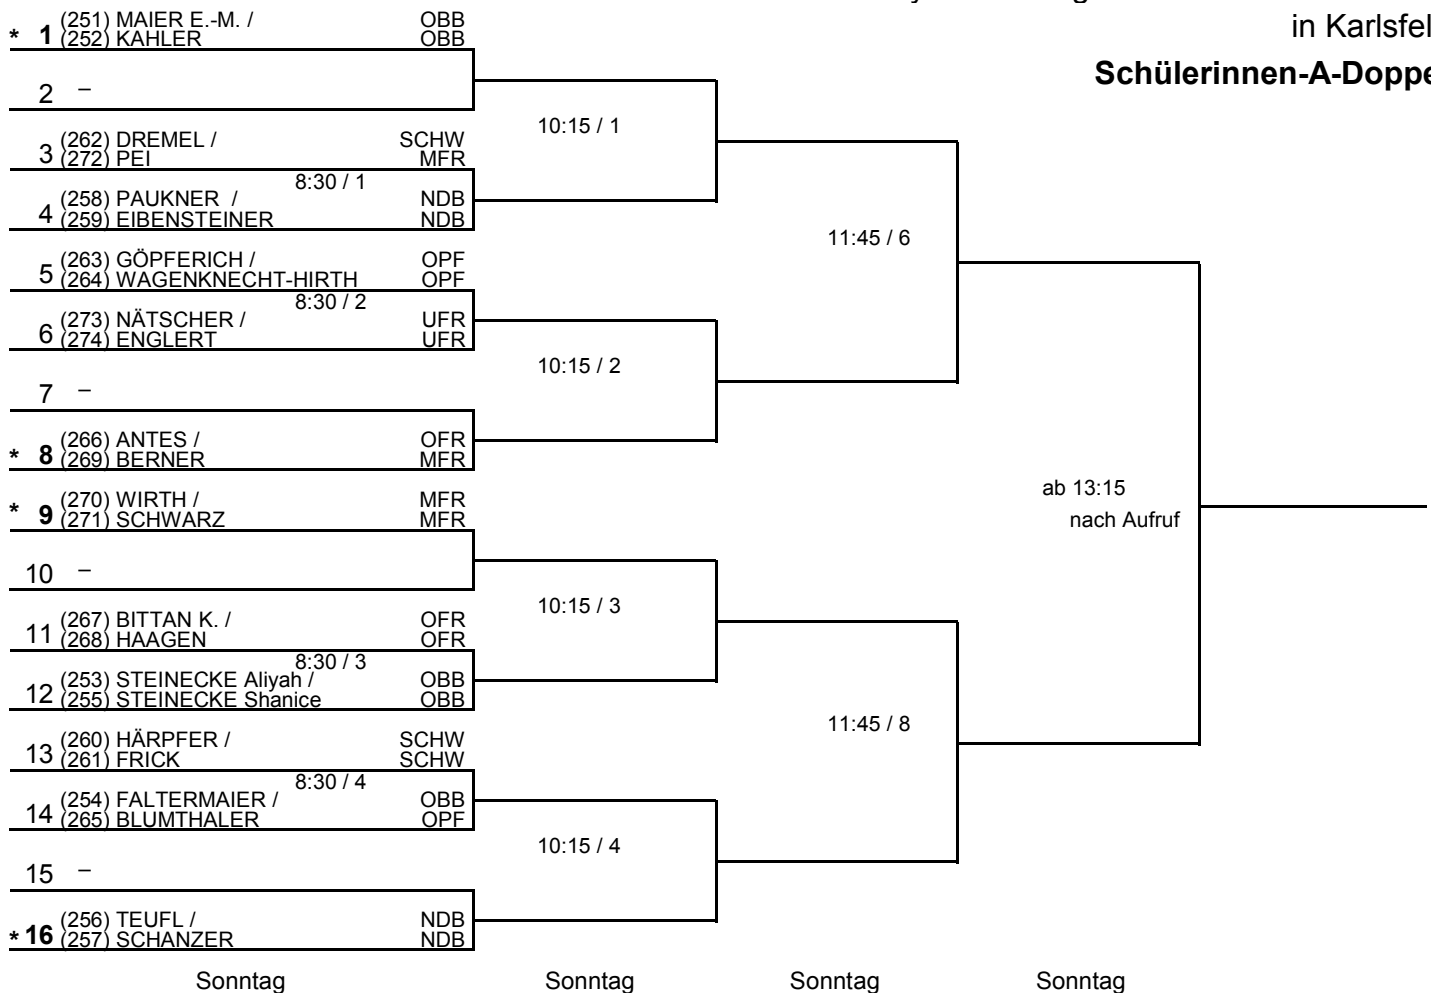 in Karlsfel
Schülerinnen-A-Doppe
(251) MAIER E.-M. / OBB
* 1 (252) KAHLER OBB
2 –
10:15 / 1
(262) DREMEL / SCHW
3 (272) PEI MFR
8:30 / 1
(258) PAUKNER / NDB
4 (259) EIBENSTEINER NDB
11:45 / 6
(263) GÖPFERICH / OPF
5 (264) WAGENKNECHT-HIRTH OPF
8:30 / 2
(273) NÄTSCHER / UFR
6 (274) ENGLERT UFR
10:15 / 2
7 –
(266) ANTES / OFR
* 8 (269) BERNER MFR
ab 13:15
nach Aufruf
(270) WIRTH / MFR
* 9 (271) SCHWARZ MFR
10 –
10:15 / 3
(267) BITTAN K. / OFR
11 (268) HAAGEN OFR
8:30 / 3
(253) STEINECKE Aliyah / OBB
12 (255) STEINECKE Shanice OBB
11:45 / 8
(260) HÄRPFER / SCHW
13 (261) FRICK SCHW
8:30 / 4
(254) FALTERMAIER / OBB
14 (265) BLUMTHALER OPF
10:15 / 4
15 –
(256) TEUFL / NDB
* 16 (257) SCHANZER NDB
Sonntag Sonntag Sonntag Sonntag